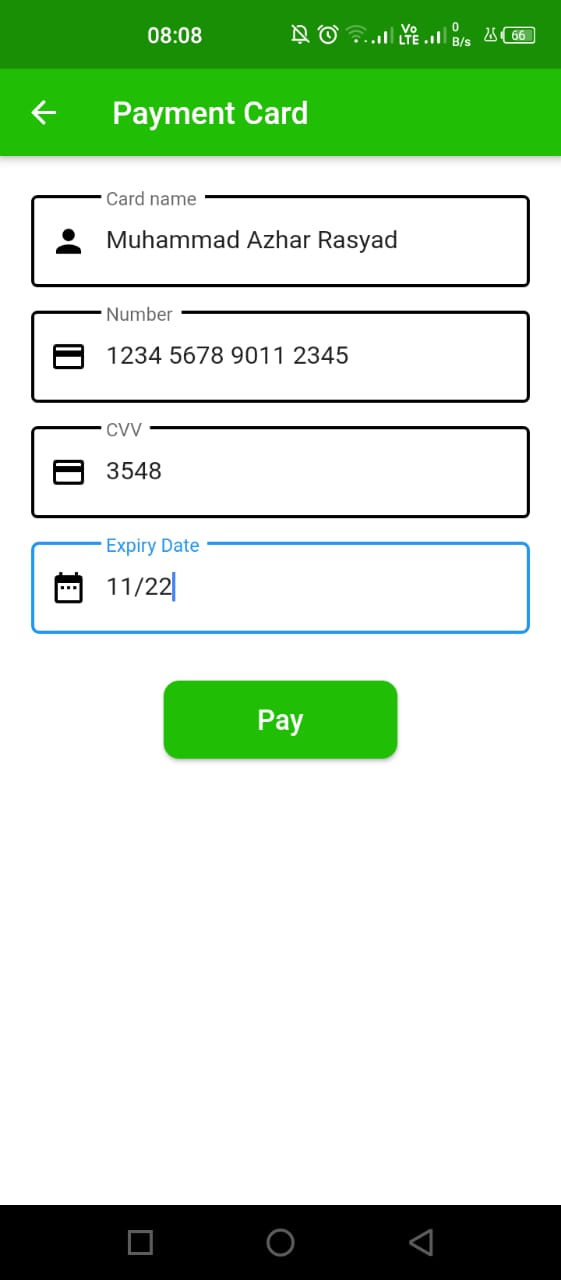 08:08 Vo LTE 0 B/s 66
Payment Card
Card name
Muhammad Azhar Rasyad
Number
1234 5678 9011 2345
CVV
3548
Expiry Date
11/22
Pay